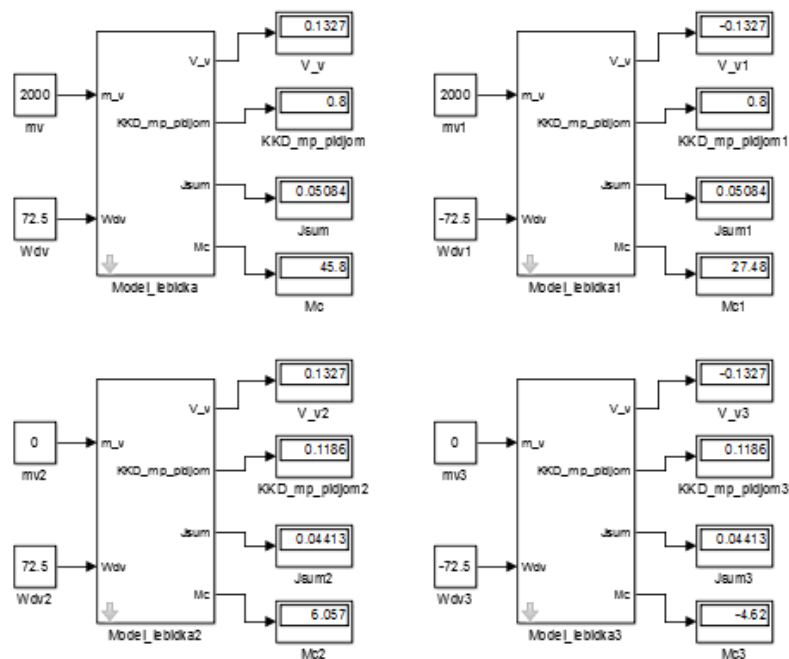 0.1327
V_v
V_v
2000
m_v
mv
0.8
KKD_mp_pidjom
KKD_mp_pidjom
Jsum
0.05084
Jsum
72.5
Wdv
Wdv
Mc
45.8
Mc
Model_lebidka
-0.1327
V_v
V_v1
2000
m_v
mv1
0.8
KKD_mp_pidjom
KKD_mp_pidjom1
Jsum
0.05084
Jsum1
-72.5
Wdv
Wdv1
Mc
27.48
Mc1
Model_lebidka1
0.1327
V_v
V_v2
0
m_v
mv2
0.1186
KKD_mp_pidjom
KKD_mp_pidjom2
Jsum
0.04413
Jsum2
72.5
Wdv
Wdv2
Mc
6.057
Mc2
Model_lebidka2
-0.1327
V_v
V_v3
0
m_v
mv3
0.1186
KKD_mp_pidjom
KKD_mp_pidjom3
Jsum
0.04413
Jsum3
-72.5
Wdv
Wdv3
Mc
-4.62
Mc3
Model_lebidka3